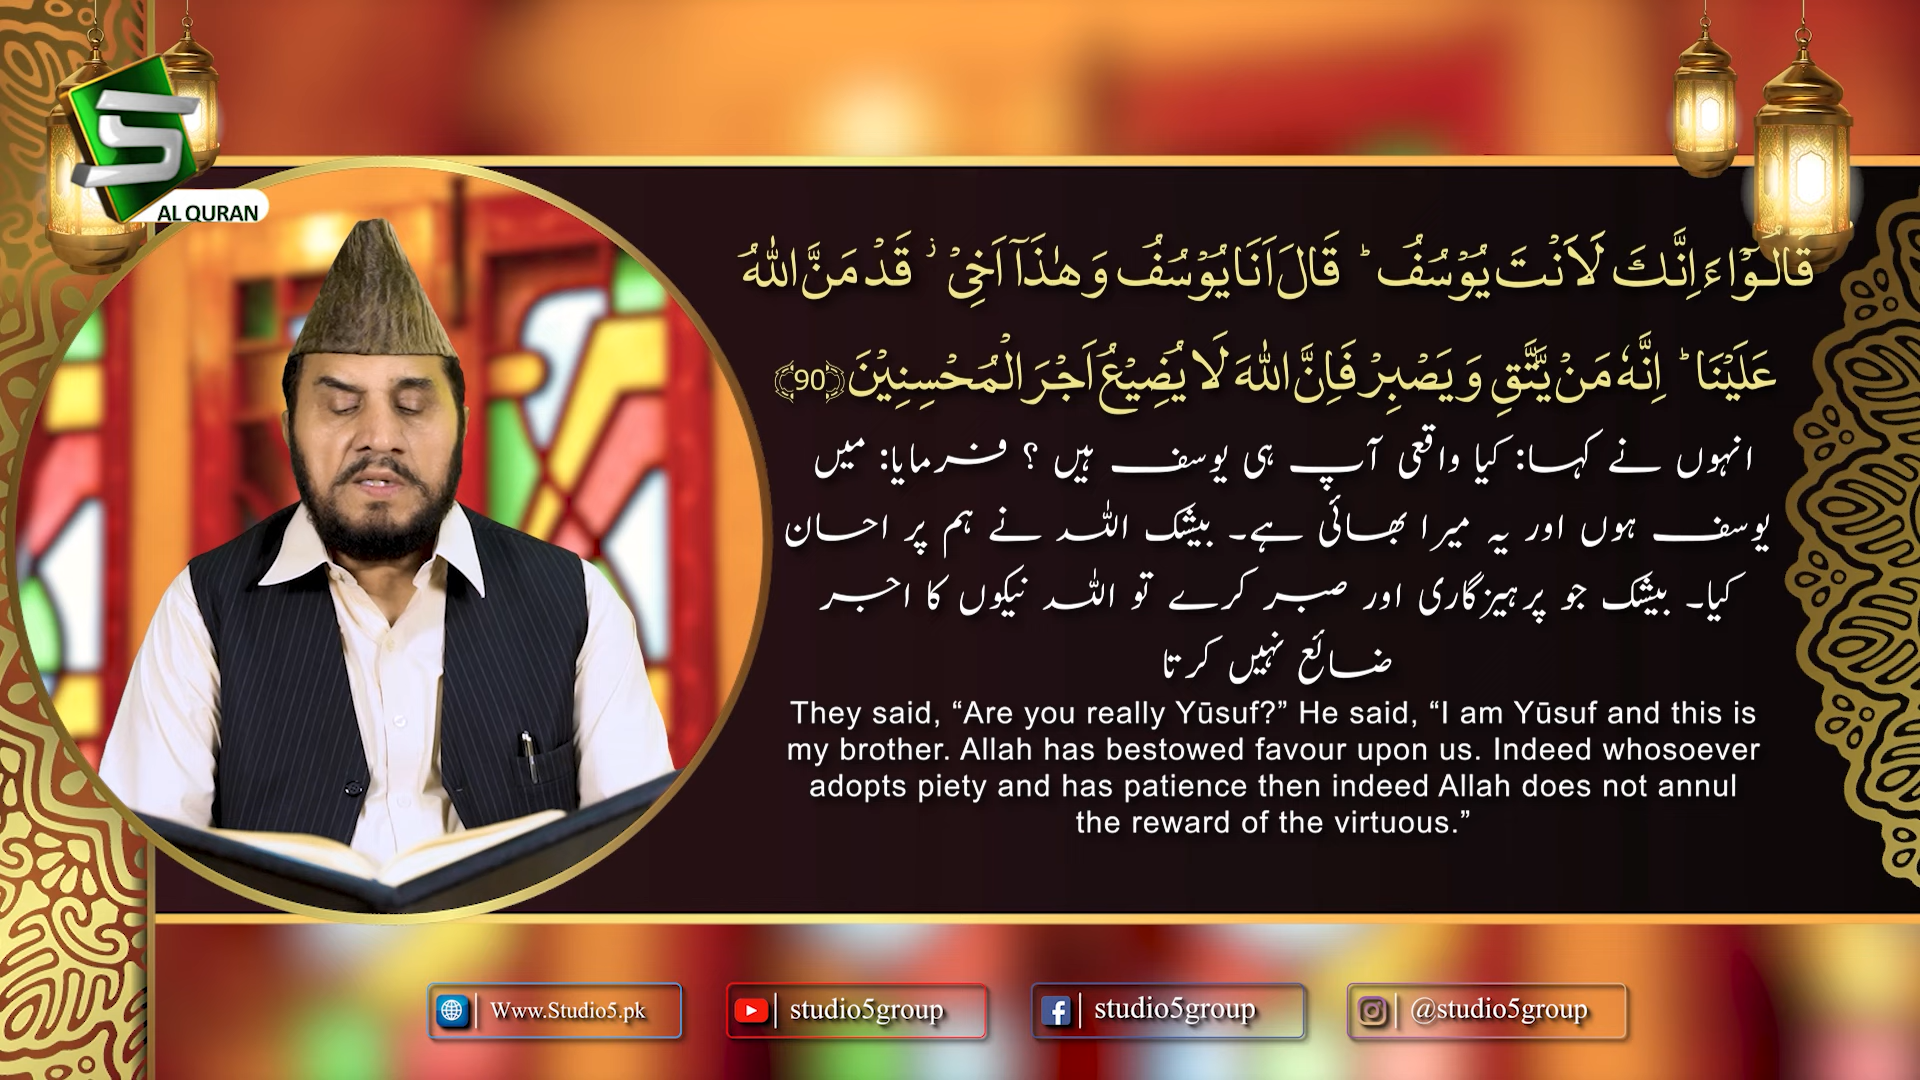 AL QURAN
قَالُوْۤا ءَاِنَّكَ لَاَنْتَ يُوْسُفُ ؕ قَالَ اَنَا يُوْسُفُ وَ هٰذَاۤ اَخِيْ ؗ قَدْ مَنَّ اللّٰهُ
عَلَيْنَا ؕ اِنَّهٗ مَنْ يَّتَّقِ وَ يَصْبِرْ فَاِنَّ اللّٰهَ لَا يُضِيْعُ اَجْرَ الْمُحْسِنِيْنَ ﴿90﴾
انہوں نے کہا: کیا واقعی آپ ہی یوسف ہیں ؟ فرمایا: میں
یوسف ہوں اور یہ میرا بھائی ہے۔ بیشک اللہ نے ہم پر احسان
کیا۔ بیشک جو پرہیزگاری اور صبر کرے تو اللہ نیکوں کا اجر
ضائع نہیں کرتا
They said, “Are you really Yūsuf?” He said, “I am Yūsuf and this is
my brother. Allah has bestowed favour upon us. Indeed whosoever
adopts piety and has patience then indeed Allah does not annul
the reward of the virtuous.”
Www.Studio5.pk
studio5group
studio5group
@studio5group